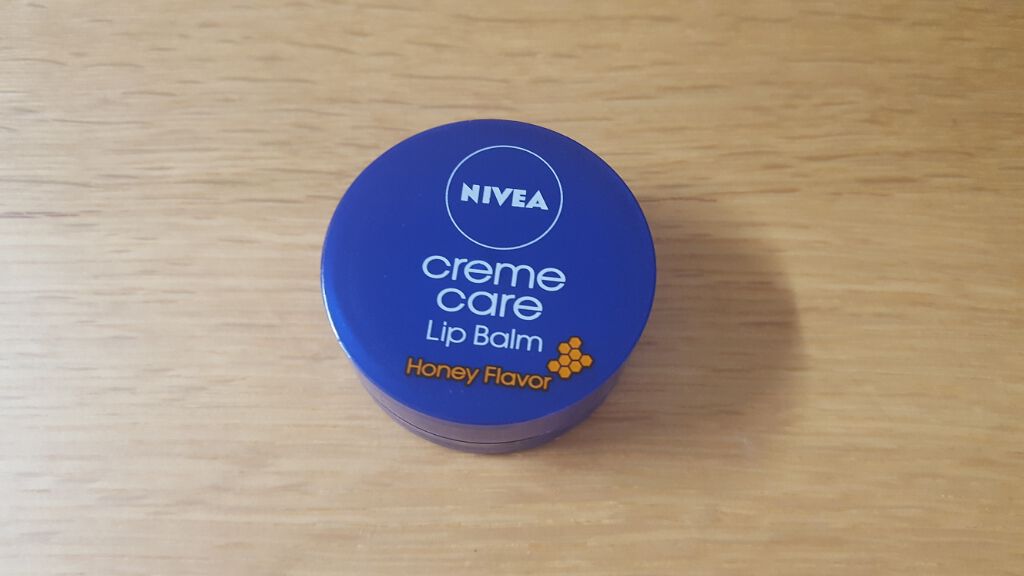 NIVEA
creme
care
Lip Balm
Honey Flavor